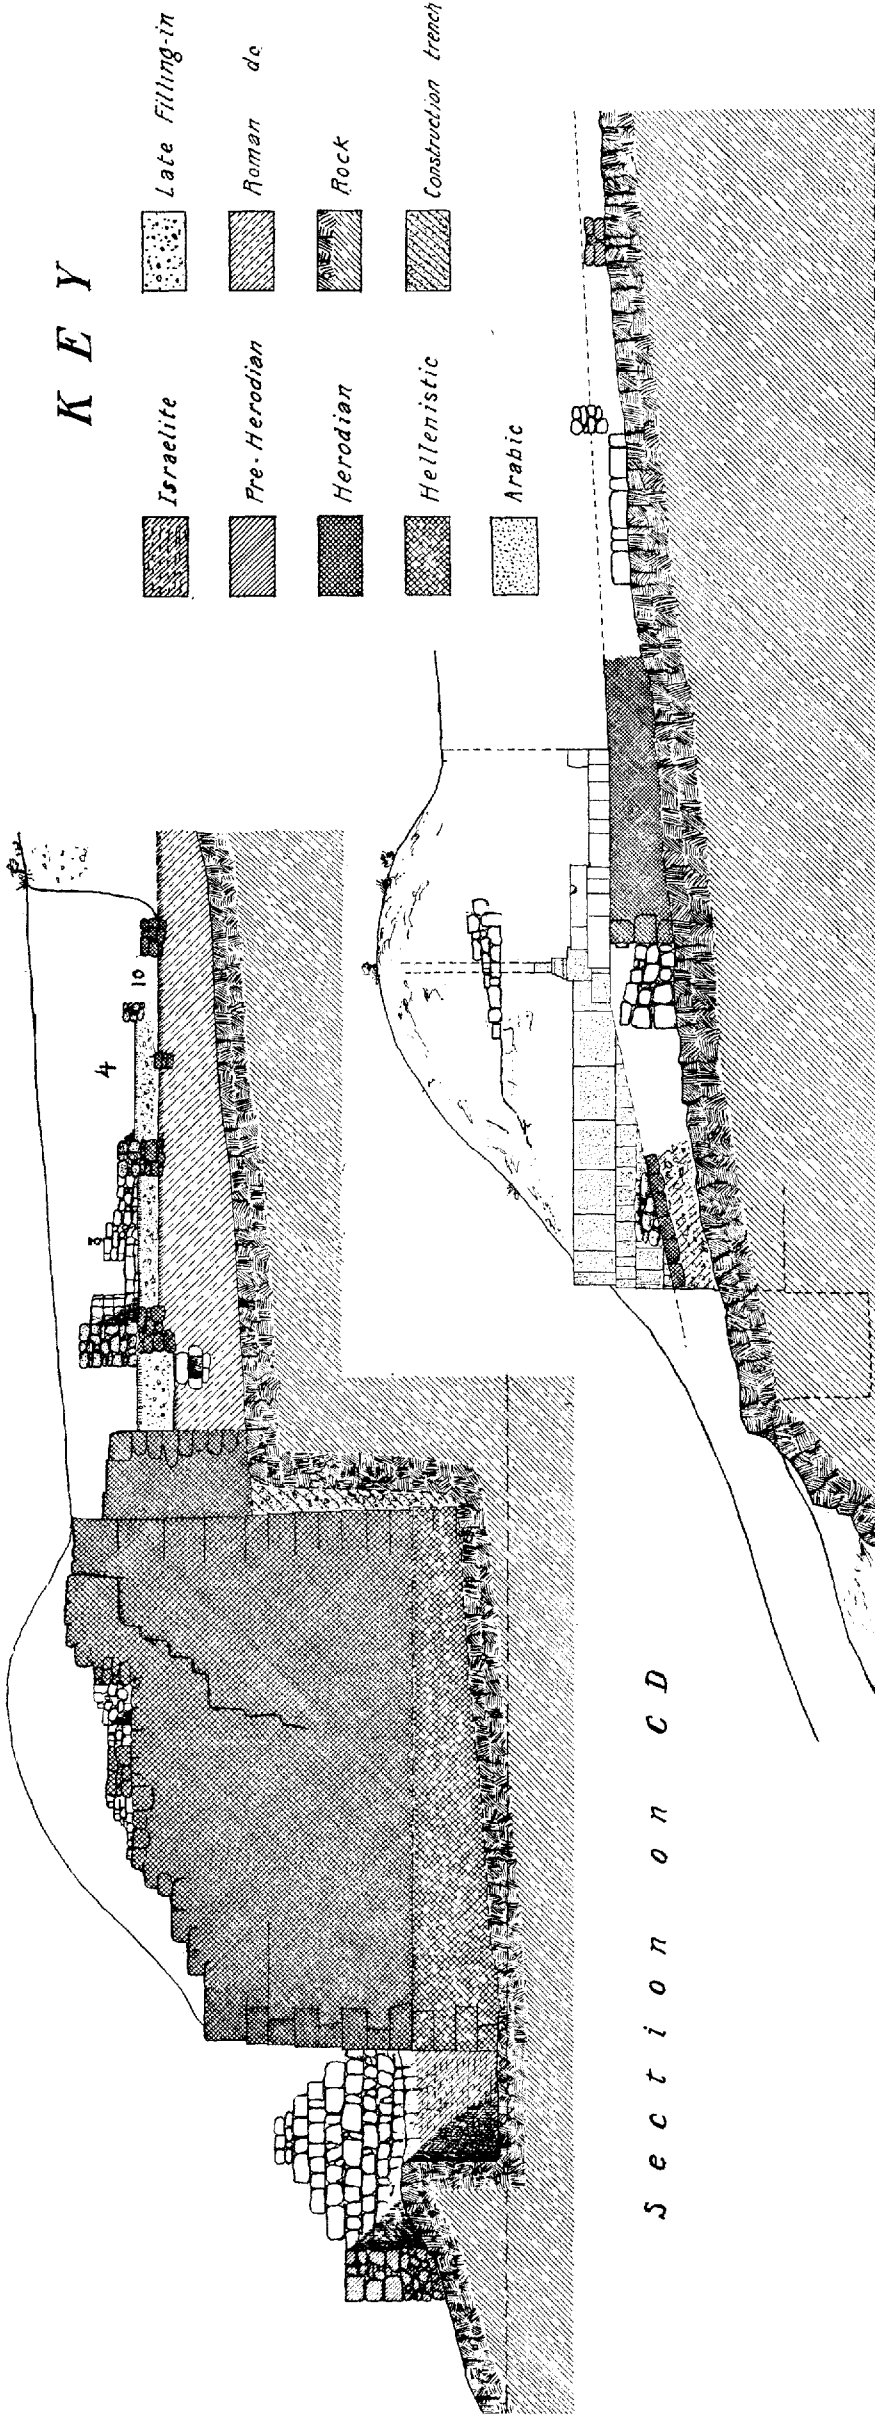 KEY
Israelite
Late Filling-in
Pre-Herodian
Roman do
Herodian
Rock
Hellenistic
Construction trench
Arabic
3
4
10
Section on CD